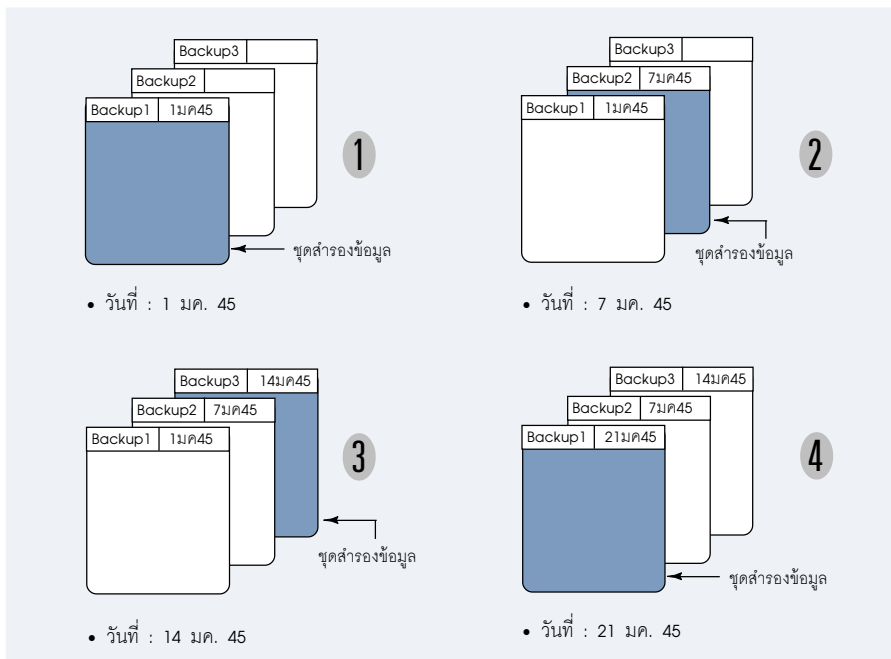 Backup3
Backup2
Backup1 1มค45
1
ชุดสำรองข้อมูล
• วันที่ : 1 มค. 45
Backup3
Backup2 7มค45
Backup1 1มค45
2
ชุดสำรองข้อมูล
• วันที่ : 7 มค. 45
Backup3 14มค45
Backup2 7มค45
Backup1 1มค45
3
ชุดสำรองข้อมูล
• วันที่ : 14 มค. 45
Backup3 14มค45
Backup2 7มค45
Backup1 21มค45
4
ชุดสำรองข้อมูล
• วันที่ : 21 มค. 45